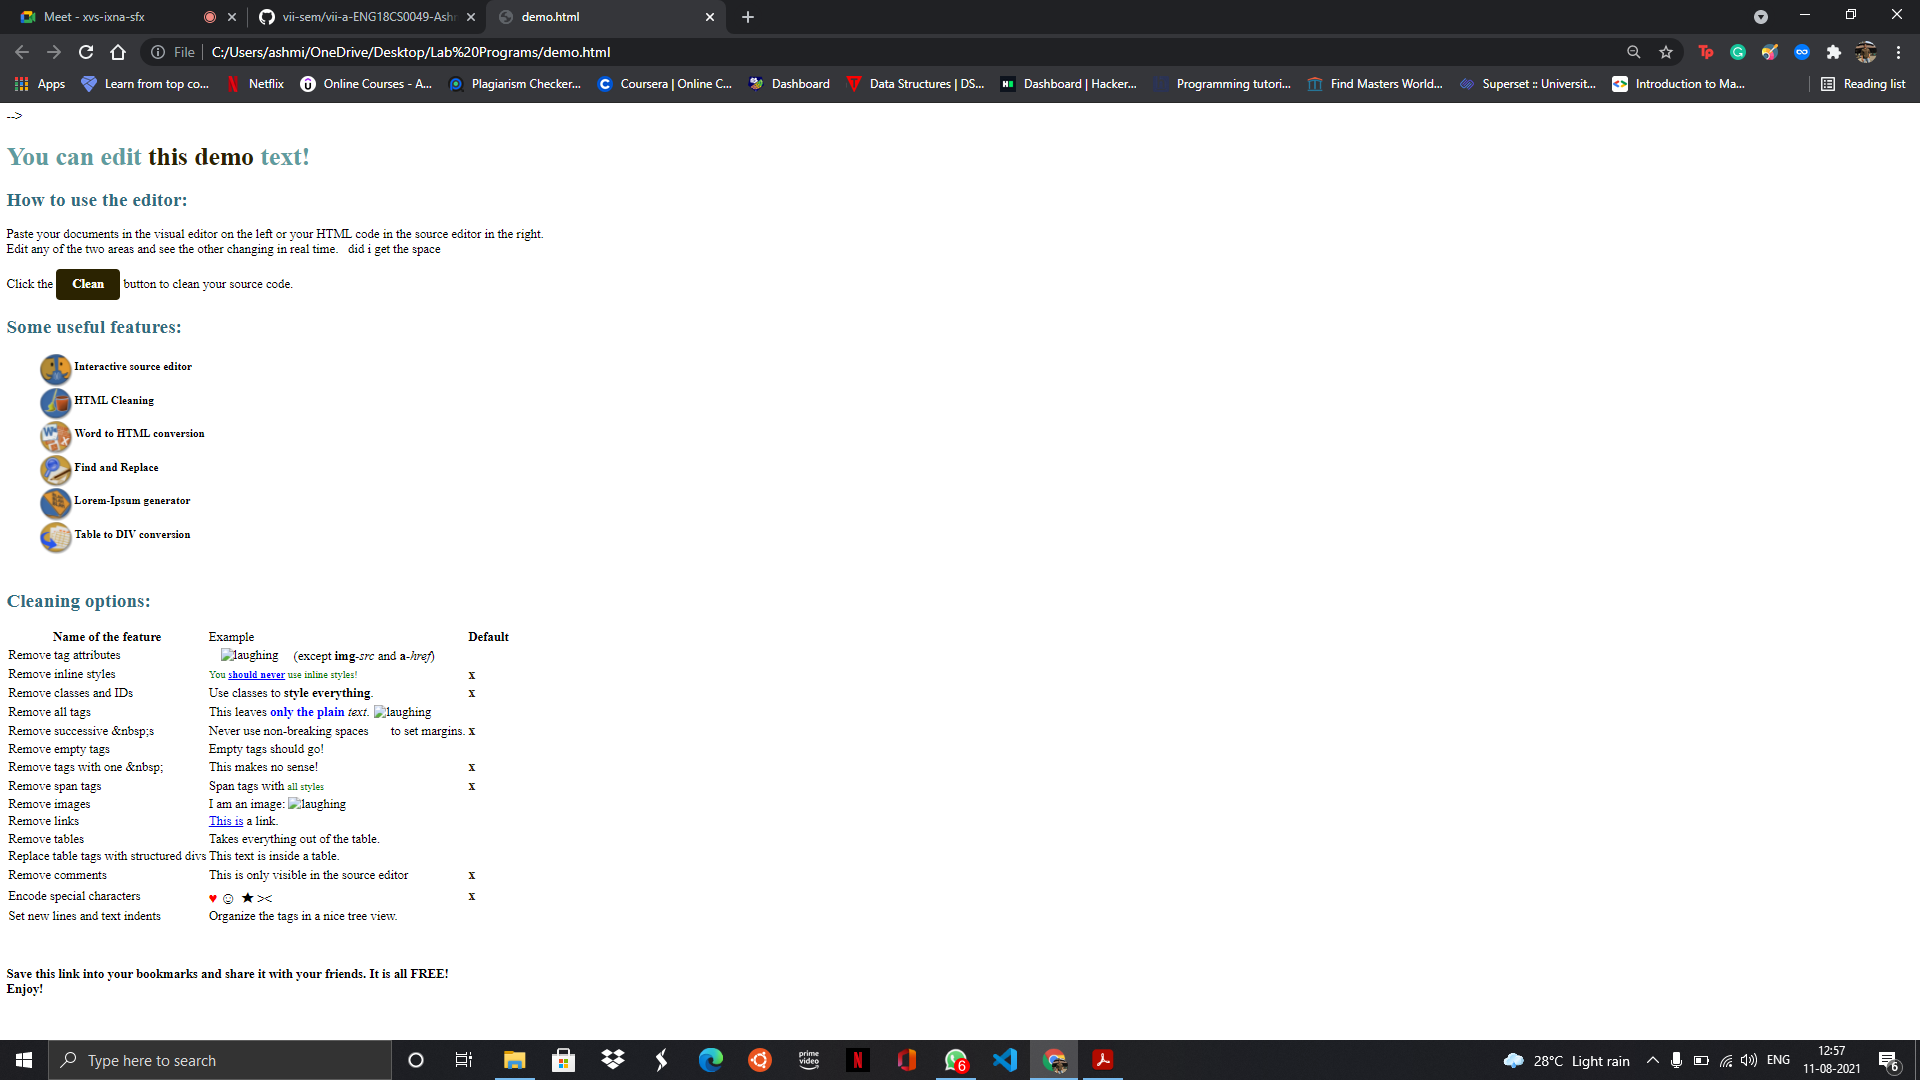 Meet - xvs-ixna-sfx
vii-sem/vii-a-ENG18CS0049-Ashm
demo.html
File
C:/Users/ashmi/OneDrive/Desktop/Lab%20Programs/demo.html
Apps
Learn from top co...
Netflix
Online Courses - A...
Plagiarism Checker...
Coursera | Online C...
Dashboard
Data Structures | DS...
Dashboard | Hacker...
Programming tutori...
Find Masters World...
Superset :: Universit...
Introduction to Ma...
Reading list
-->
You can edit this demo text!
How to use the editor:
Paste your documents in the visual editor on the left or your HTML code in the source editor in the right.
Edit any of the two areas and see the other changing in real time.   did i get the space
Click the Clean button to clean your source code.
Some useful features:
Interactive source editor
HTML Cleaning
Word to HTML conversion
Find and Replace
Lorem-Ipsum generator
Table to DIV conversion
Cleaning options:
Name of the feature Example Default
Remove tag attributes laughing (except img-src and a-href)
Remove inline styles You should never use inline styles! x
Remove classes and IDs Use classes to style everything. x
Remove all tags This leaves only the plain text. laughing
Remove successive &nbsp;s Never use non-breaking spaces to set margins. x
Remove empty tags Empty tags should go!
Remove tags with one &nbsp; This makes no sense! x
Remove span tags Span tags with all styles x
Remove images I am an image: laughing
Remove links This is a link.
Remove tables Takes everything out of the table.
Replace table tags with structured divs This text is inside a table.
Remove comments This is only visible in the source editor x
Encode special characters ♥ ☺ ★ >< x
Set new lines and text indents Organize the tags in a nice tree view.
Save this link into your bookmarks and share it with your friends. It is all FREE!
Enjoy!
Type here to search
prime video
6
28°C Light rain
ENG
12:57
11-08-2021
6